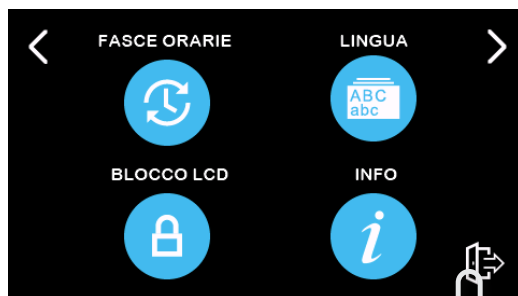 FASCE ORARIE
LINGUA
ABC
abc
BLOCCO LCD
INFO
i